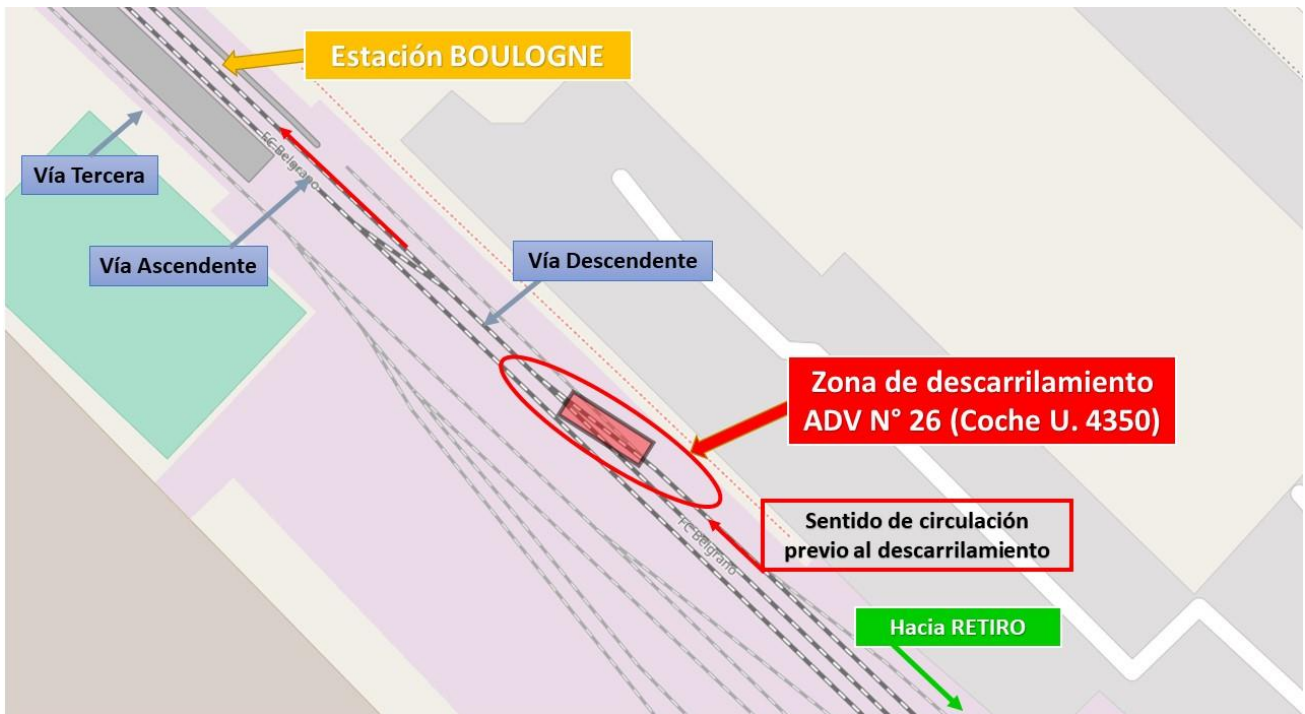 Estación BOULOGNE
FC Belgrano
Vía Tercera
Vía Ascendente
Vía Descendente
Zona de descarrilamiento
ADV N° 26 (Coche U. 4350)
Sentido de circulación
previo al descarrilamiento
FC Belgrano
Hacia RETIRO